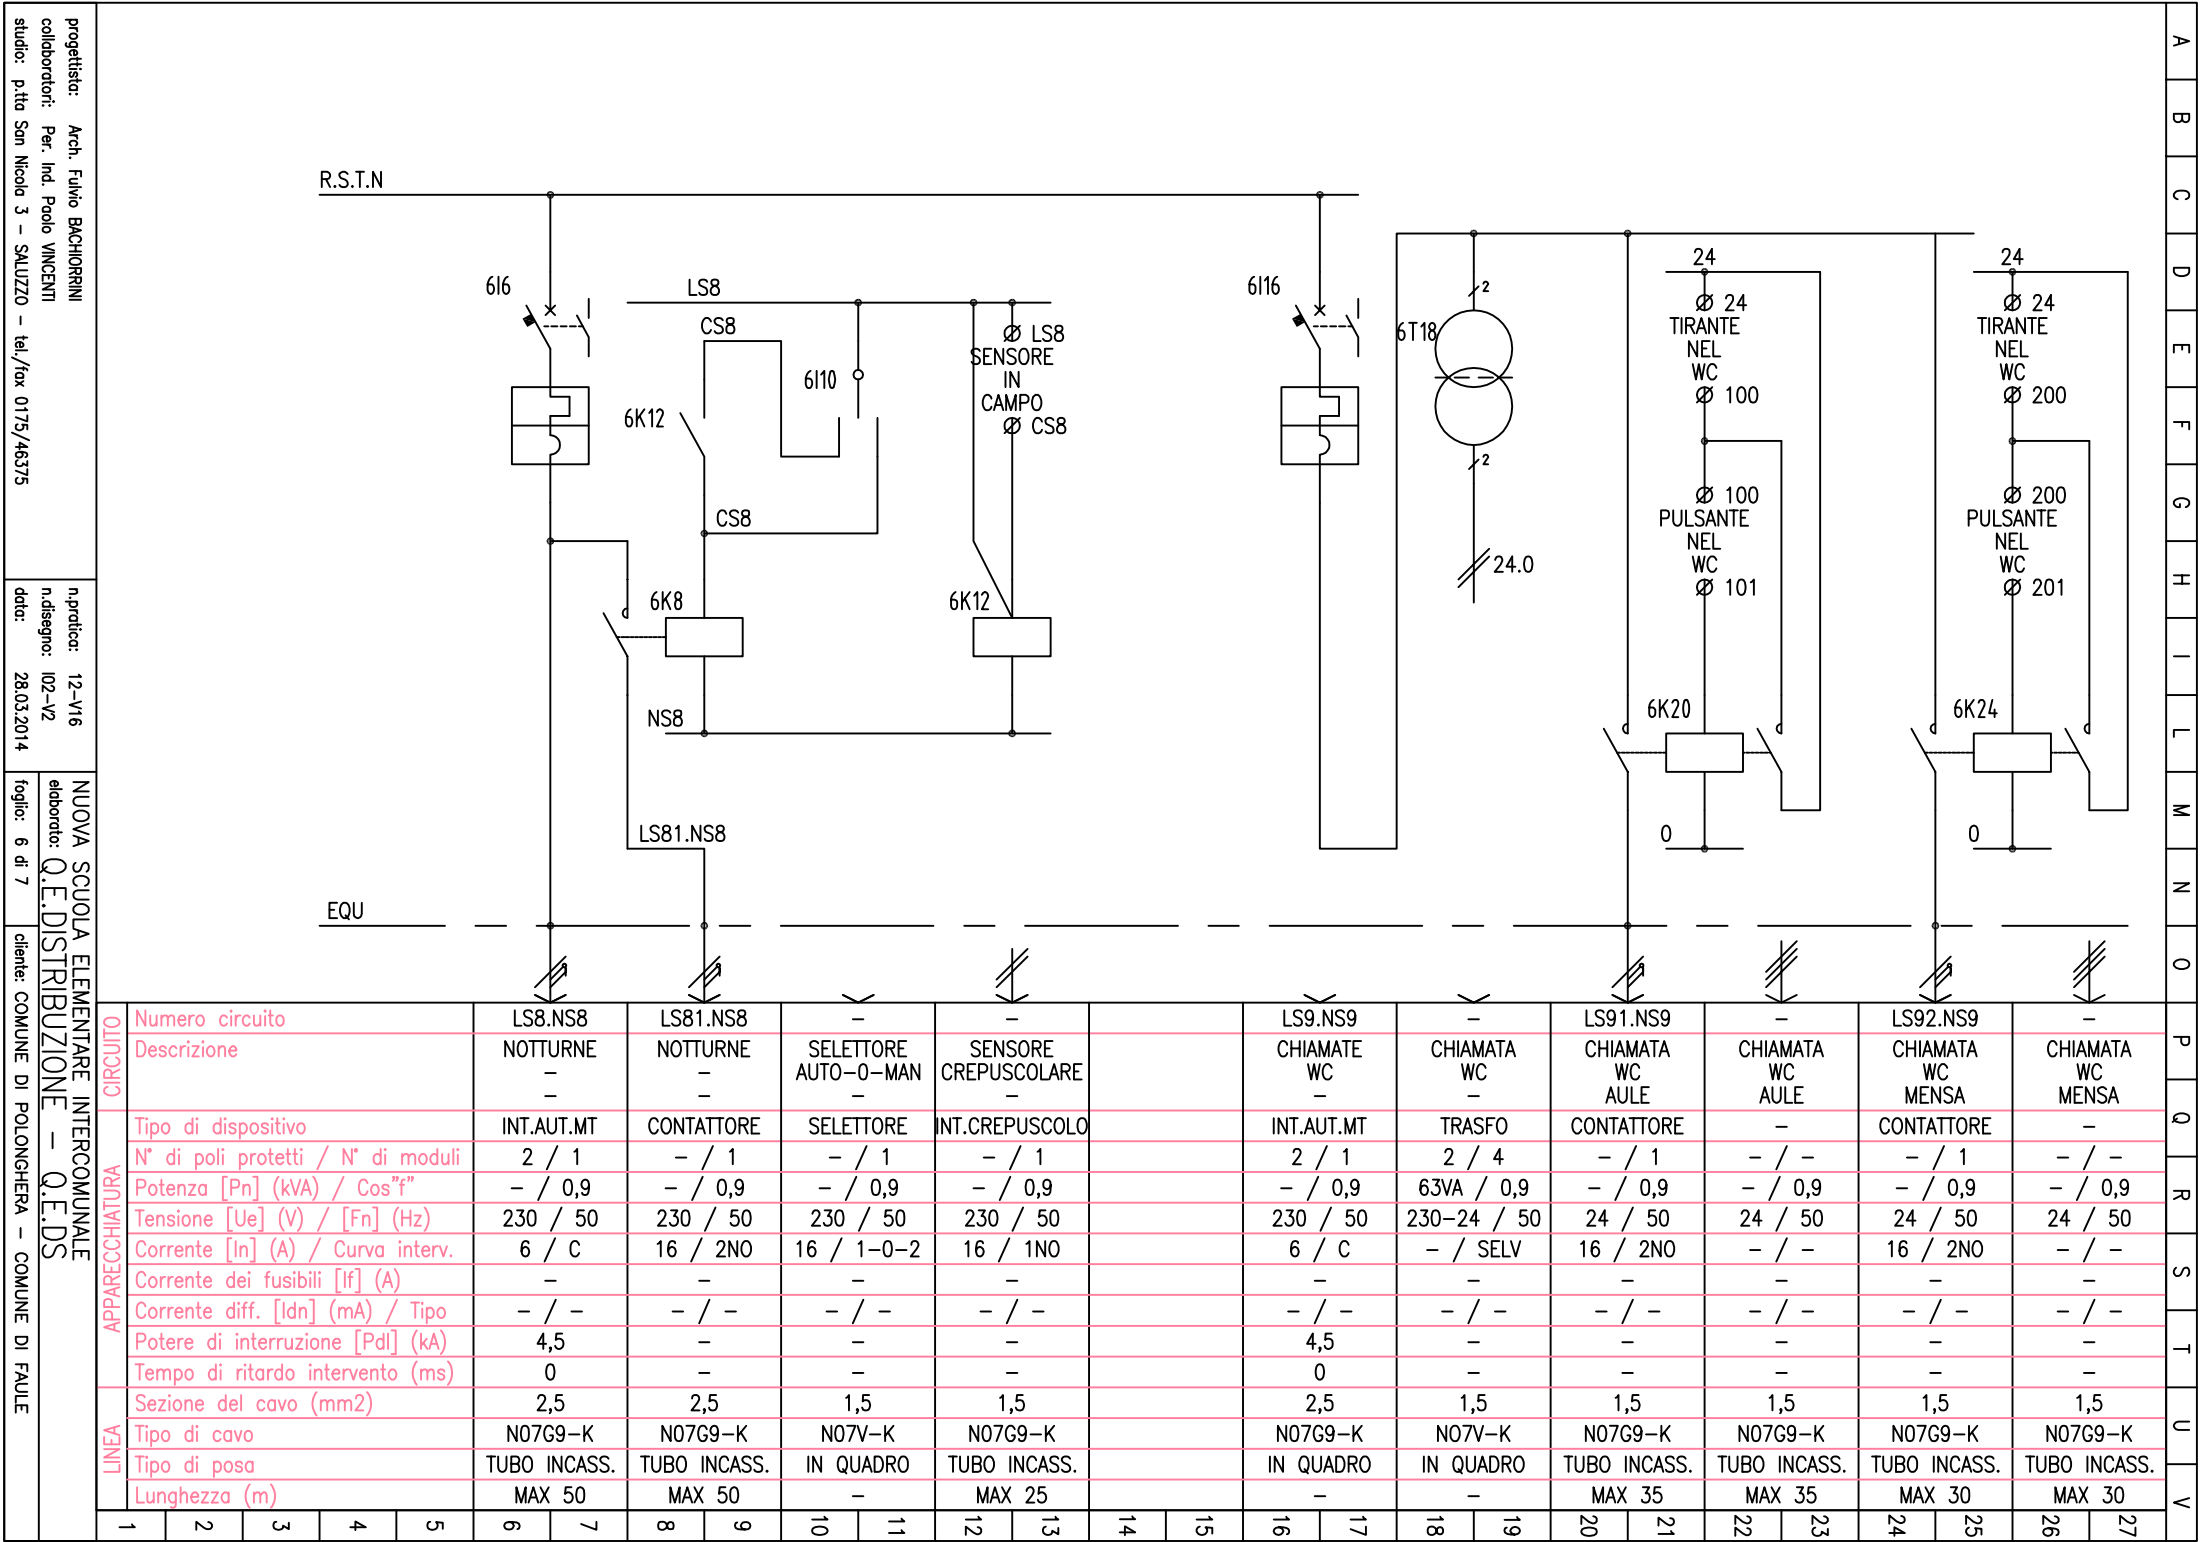 A
B
C
D
E
F
G
H
I
L
M
N
O
P
Q
R
S
T
U
V
R.S.T.N
6I6
LS8
CS8
6I10
6K12
CS8
LS8
SENSORE
IN
CAMPO
CS8
6K8
6K12
NS8
LS81.NS8
EQU
6I16
6T18
2
2
24.0
24
24
TIRANTE
NEL
WC
100
100
PULSANTE
NEL
WC
101
6K20
0
24
24
TIRANTE
NEL
WC
200
200
PULSANTE
NEL
WC
201
6K24
0
CIRCUITO
Numero circuito LS8.NS8 LS81.NS8 – – LS9.NS9 – LS91.NS9 – LS92.NS9 –
Descrizione NOTTURNE NOTTURNE SELETTORE SENSORE CHIAMATE CHIAMATA CHIAMATA CHIAMATA CHIAMATA CHIAMATA
– – AUTO–0–MAN CREPUSCOLARE WC WC WC WC WC WC
– – – – – – AULE AULE MENSA MENSA
APPARECCHIATURA
Tipo di dispositivo INT.AUT.MT CONTATTORE SELETTORE INT.CREPUSCOLO INT.AUT.MT TRASFO CONTATTORE – CONTATTORE –
N° di poli protetti / N° di moduli 2 / 1 – / 1 – / 1 – / 1 2 / 1 2 / 4 – / 1 – / – – / 1 – / –
Potenza [Pn] (kVA) / Cos"f" – / 0,9 – / 0,9 – / 0,9 – / 0,9 – / 0,9 63VA / 0,9 – / 0,9 – / 0,9 – / 0,9 – / 0,9
Tensione [Ue] (V) / [Fn] (Hz) 230 / 50 230 / 50 230 / 50 230 / 50 230 / 50 230–24 / 50 24 / 50 24 / 50 24 / 50 24 / 50
Corrente [In] (A) / Curva interv. 6 / C 16 / 2NO 16 / 1–0–2 16 / 1NO 6 / C – / SELV 16 / 2NO – / – 16 / 2NO – / –
Corrente dei fusibili [If] (A) – – – – – – – – – –
Corrente diff. [Idn] (mA) / Tipo – / – – / – – / – – / – – / – – / – – / – – / – – / – – / –
Potere di interruzione [PdI] (kA) 4,5 – – – 4,5 – – – – –
Tempo di ritardo intervento (ms) 0 – – – 0 – – – – –
LINEA
Sezione del cavo (mm2) 2,5 2,5 1,5 1,5 2,5 1,5 1,5 1,5 1,5 1,5
Tipo di cavo N07G9–K N07G9–K N07V–K N07G9–K N07G9–K N07V–K N07G9–K N07G9–K N07G9–K N07G9–K
Tipo di posa TUBO INCASS. TUBO INCASS. IN QUADRO TUBO INCASS. IN QUADRO IN QUADRO TUBO INCASS. TUBO INCASS. TUBO INCASS. TUBO INCASS.
Lunghezza (m) MAX 50 MAX 50 – MAX 25 – – MAX 35 MAX 35 MAX 30 MAX 30
1 2 3 4 5 6 7 8 9 10 11 12 13 14 15 16 17 18 19 20 21 22 23 24 25 26 27
progettista: Arch. Fulvio BACHIORRINI
collaboratori: Per. Ind. Paolo VINCENTI
studio: p.tta San Nicola 3 – SALUZZO – tel./fax 0175/46375
n.pratica: 12–V16
n.disegno: I02–V2
data: 28.03.2014
NUOVA SCUOLA ELEMENTARE INTERCOMUNALE
elaborato: Q.E.DISTRIBUZIONE – Q.E.DS
foglio: 6 di 7
cliente: COMUNE DI POLONGHERA – COMUNE DI FAULE